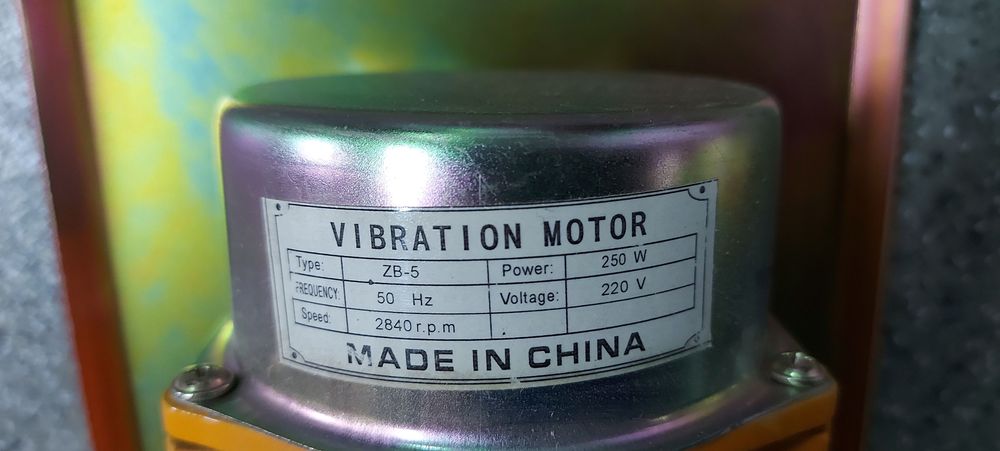 VIBRATION MOTOR
Type: ZB-5 Power: 250 W
FREQUENCY: 50 Hz Voltage: 220 V
Speed: 2840 r.p.m
MADE IN CHINA